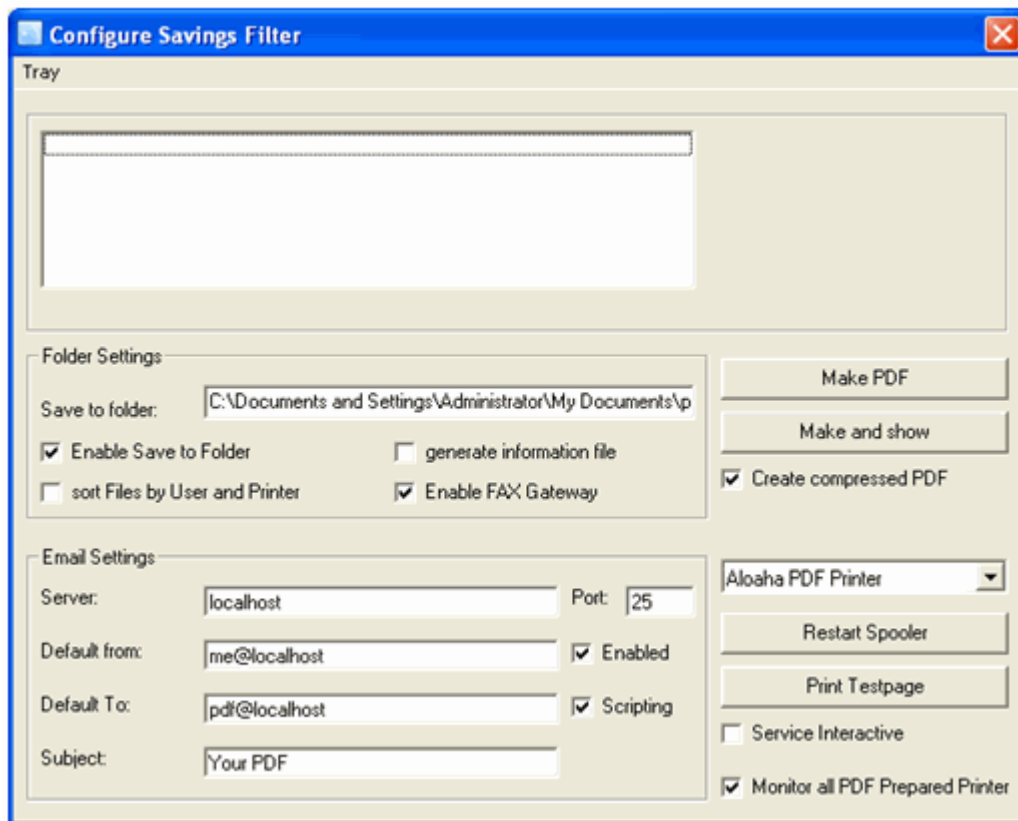 Configure Savings Filter
Tray
Folder Settings
Save to folder:
C:\Documents and Settings\Administrator\My Documents\p
Enable Save to Folder
generate information file
sort Files by User and Printer
Enable FAX Gateway
Make PDF
Make and show
Create compressed PDF
Email Settings
Server:
localhost
Port:
25
Default from:
me@localhost
Enabled
Default To:
pdf@localhost
Scripting
Subject:
Your PDF
Aloaha PDF Printer
Restart Spooler
Print Testpage
Service Interactive
Monitor all PDF Prepared Printer